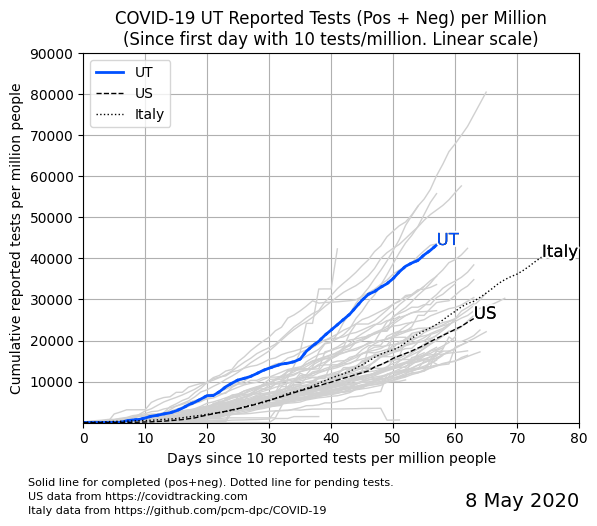 COVID-19 UT Reported Tests (Pos + Neg) per Million
(Since first day with 10 tests/million. Linear scale)
Cumulative reported tests per million people
90000
80000
70000
60000
50000
40000
30000
20000
10000
UT
US
Italy
UT
Italy
US
0 10 20 30 40 50 60 70 80
Days since 10 reported tests per million people
Solid line for completed (pos+neg). Dotted line for pending tests.
US data from https://covidtracking.com
Italy data from https://github.com/pcm-dpc/COVID-19
8 May 2020